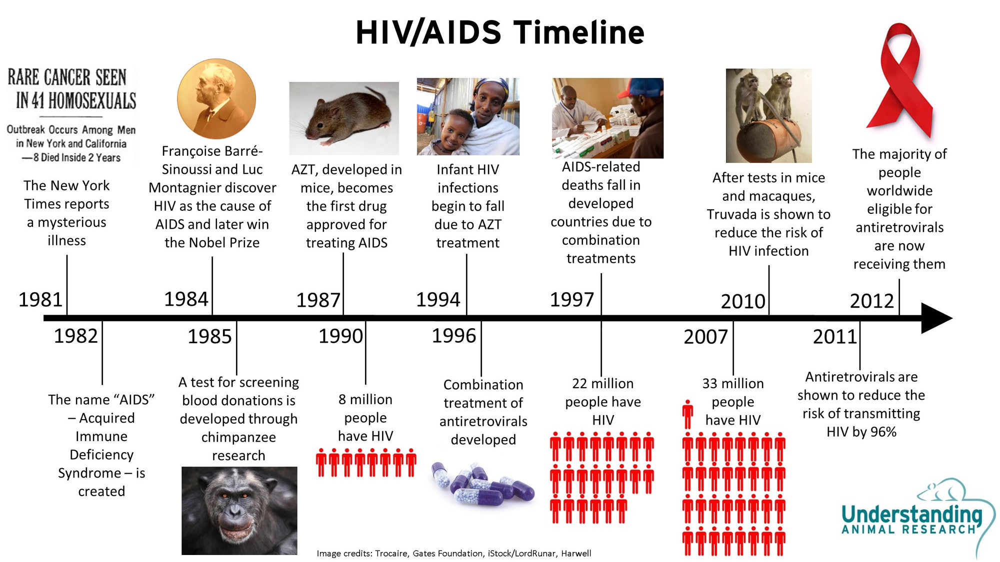 HIV/AIDS Timeline
RARE CANCER SEEN
IN 41 HOMOSEXUALS
Outbreak Occurs Among Men
in New York and California
—8 Died Inside 2 Years
The New York
Times reports
a mysterious
illness
1981
Françoise Barré-
Sinoussi and Luc
Montagnier discover
HIV as the cause of
AIDS and later win
the Nobel Prize
1984
AZT, developed in
mice, becomes
the first drug
approved for
treating AIDS
1987
Infant HIV
infections
begin to fall
due to AZT
treatment
1994
AIDS-related
deaths fall in
developed
countries due to
combination
treatments
1997
After tests in mice
and macaques,
Truvada is shown to
reduce the risk of
HIV infection
2010
The majority of
people
worldwide
eligible for
antiretrovirals
are now
receiving them
2012
1982
The name “AIDS”
– Acquired
Immune
Deficiency
Syndrome – is
created
1985
A test for screening
blood donations is
developed through
chimpanzee
research
1990
8 million
people
have HIV
1996
Combination
treatment of
antiretrovirals
developed
22 million
people have
HIV
2007
33 million
people
have HIV
2011
Antiretrovirals are
shown to reduce the
risk of transmitting
HIV by 96%
Understanding
ANIMAL RESEARCH
Image credits: Trocaire, Gates Foundation, iStock/LordRunar, Harwell